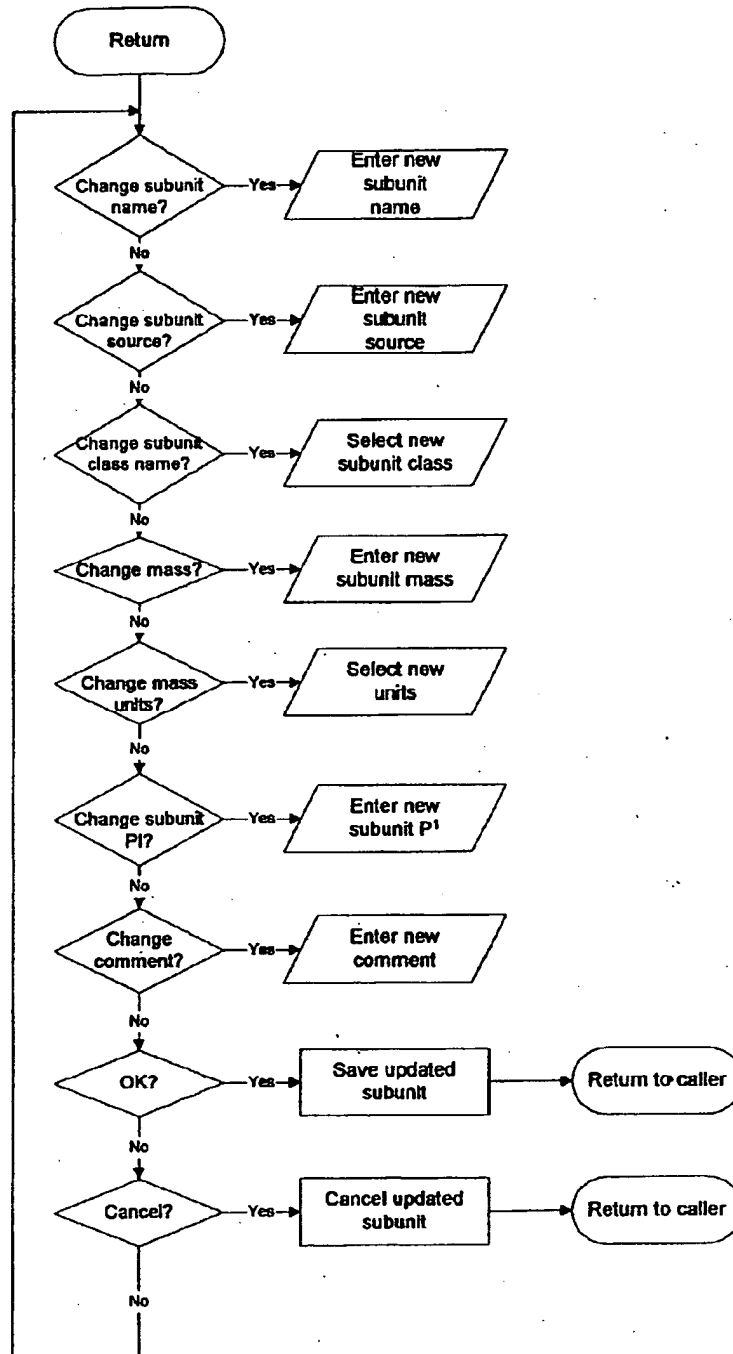 Return
Change subunit
name?
Yes
Enter new
subunit
name
No
Change subunit
source?
Yes
Enter new
subunit
source
No
Change subunit
class name?
Yes
Select new
subunit class
No
Change mass?
Yes
Enter new
subunit mass
No
Change mass
units?
Yes
Select new
units
No
Change subunit
PI?
Yes
Enter new
subunit P¹
No
Change
comment?
Yes
Enter new
comment
No
OK?
Yes
Save updated
subunit
Return to caller
No
Cancel?
Yes
Cancel updated
subunit
Return to caller
No